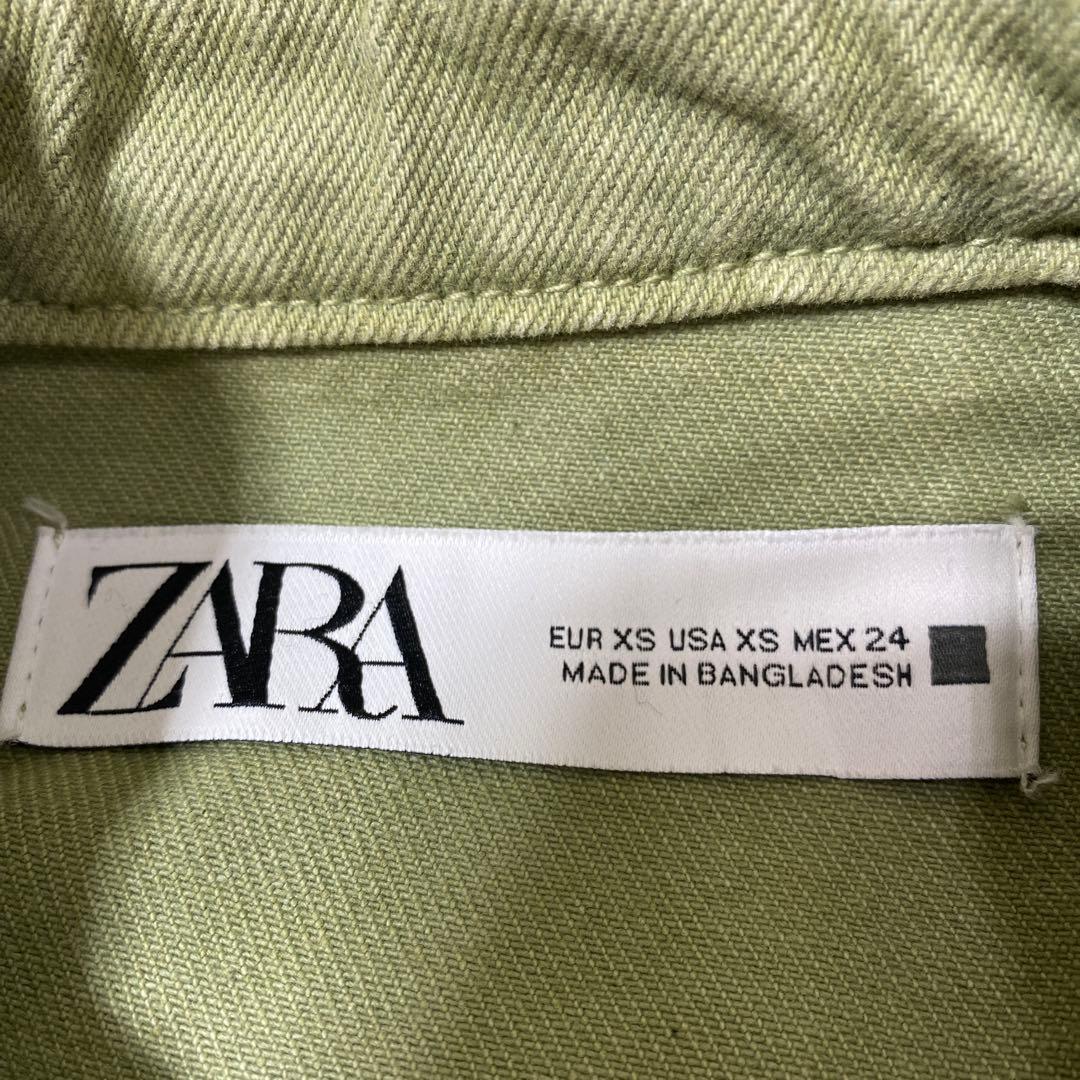 ZARA
EUR XS USA XS MEX 24
MADE IN BANGLADESH